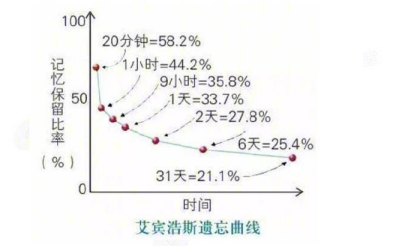 100
20分钟=58.2%
1小时=44.2%
9小时=35.8%
1天=33.7%
2天=27.8%
6天=25.4%
31天=21.1%
50
0
记忆保留比率
(%)
时间
艾宾浩斯遗忘曲线